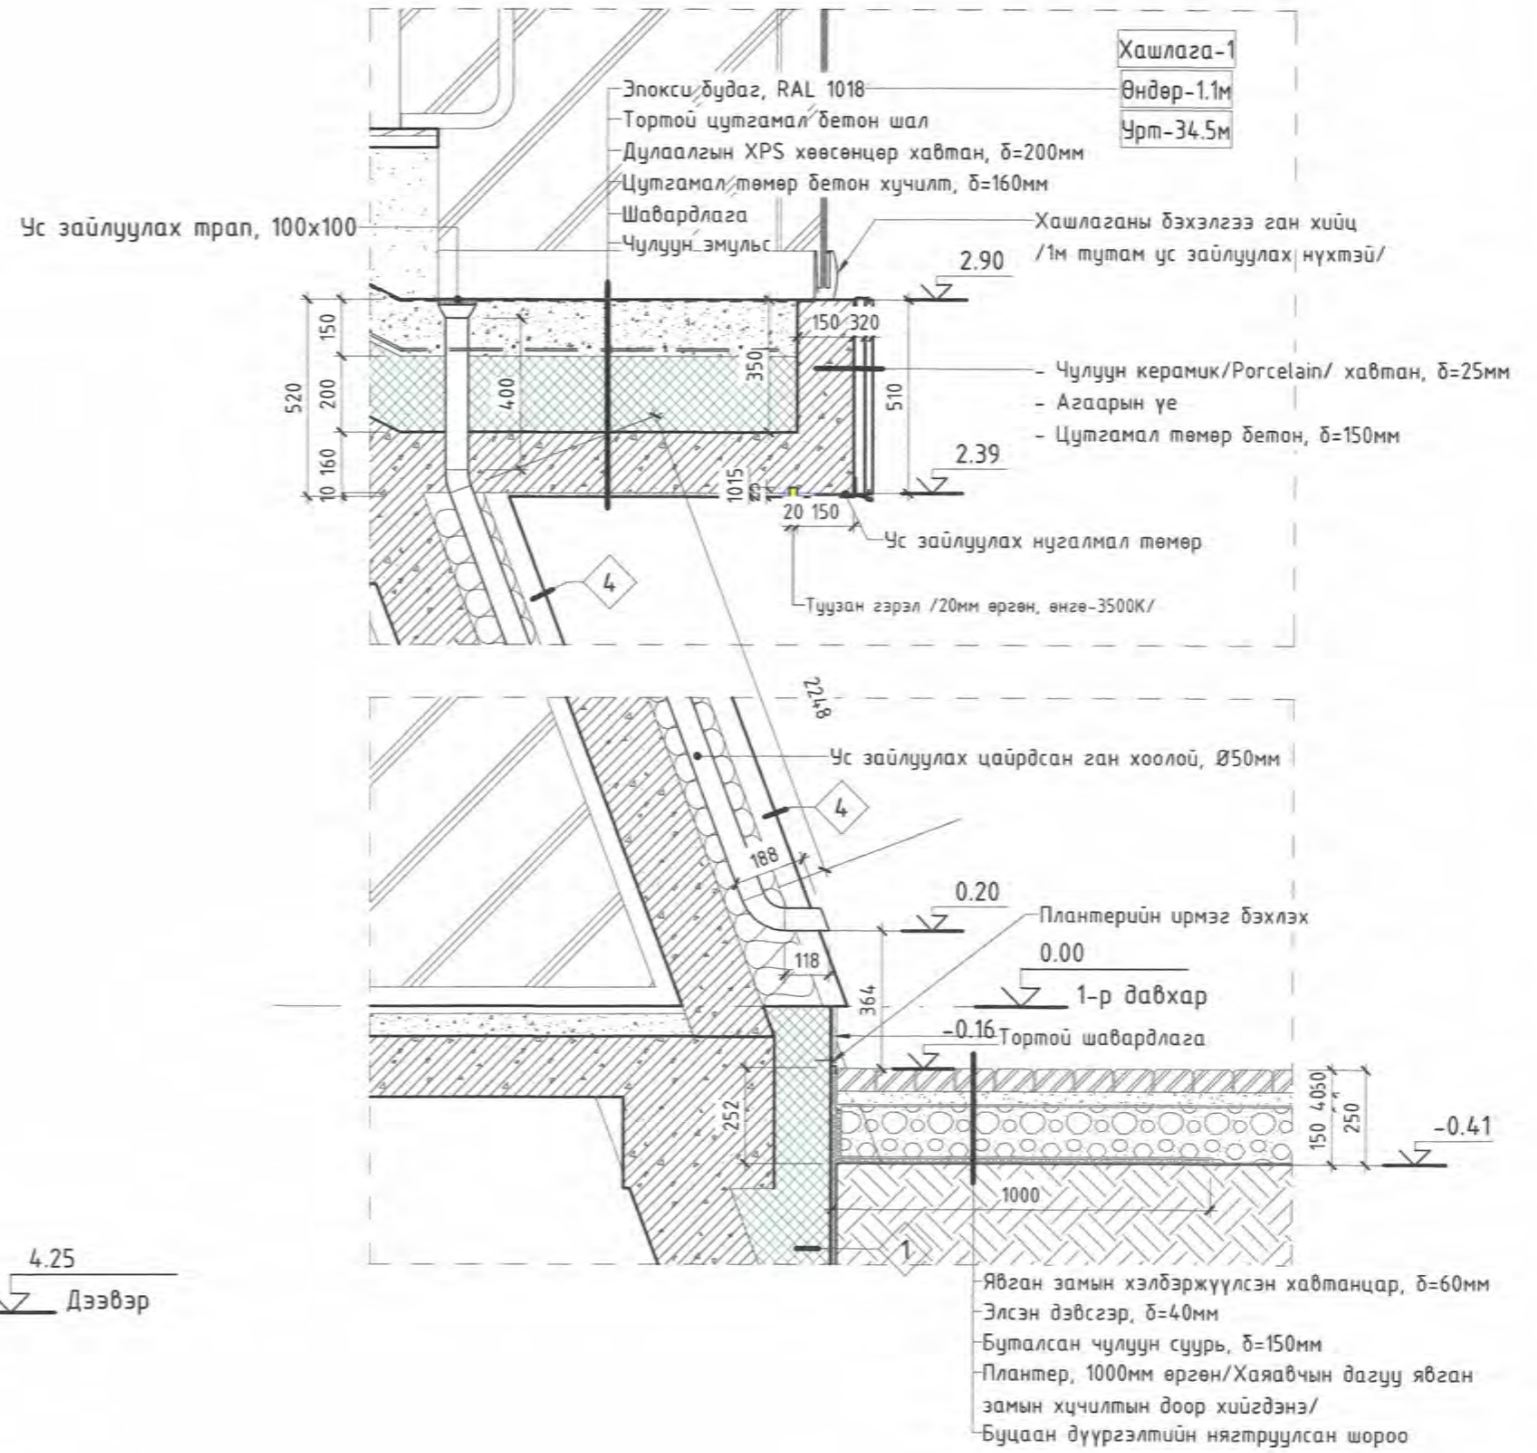 Хашлага-1
Өндөр-1.1м
Урт-34.5м
Эпокси будаг, RAL 1018
Тортой цутгамал бетон шал
Дулаалгын XPS хөөсөнцөр хавтан, δ=200мм
Цутгамал төмөр бетон хучилт, δ=160мм
Шавардлага
Чулуун эмульс
Ус зайлуулах трап, 100x100
Хашлаганы бэхэлгээ ган хийц
/1м тутам ус зайлуулах нүхтэй/
2.90
150 320
150
350
400
520
200
510
- Чулуун керамик/Porcelain/ хавтан, δ=25мм
- Агаарын үе
- Цутгамал төмөр бетон, δ=150мм
2.39
10 160
1015
20 150
Ус зайлуулах нугалмал төмөр
4
Туузан гэрэл /20мм өргөн, өнгө-3500К/
2248
Ус зайлуулах цайрдсан ган хоолой, Ø50мм
4
188
0.20
Плантерийн ирмэг бэхлэх
118
0.00
1-р давхар
364
-0.16
Тортой шавардлага
252
150 4060
250
-0.41
1000
1
4.25
Дээвэр
Явган замын хэлбэржүүлсэн хавтанцар, δ=60мм
Элсэн дэвсгэр, δ=40мм
Буталсан чулуун суурь, δ=150мм
Плантер, 1000мм өргөн/Хаяавчын дагуу явган
замын хучилтын доор хийгдэнэ/
Буцаан дүүргэлтийн нягтруулсан шороо